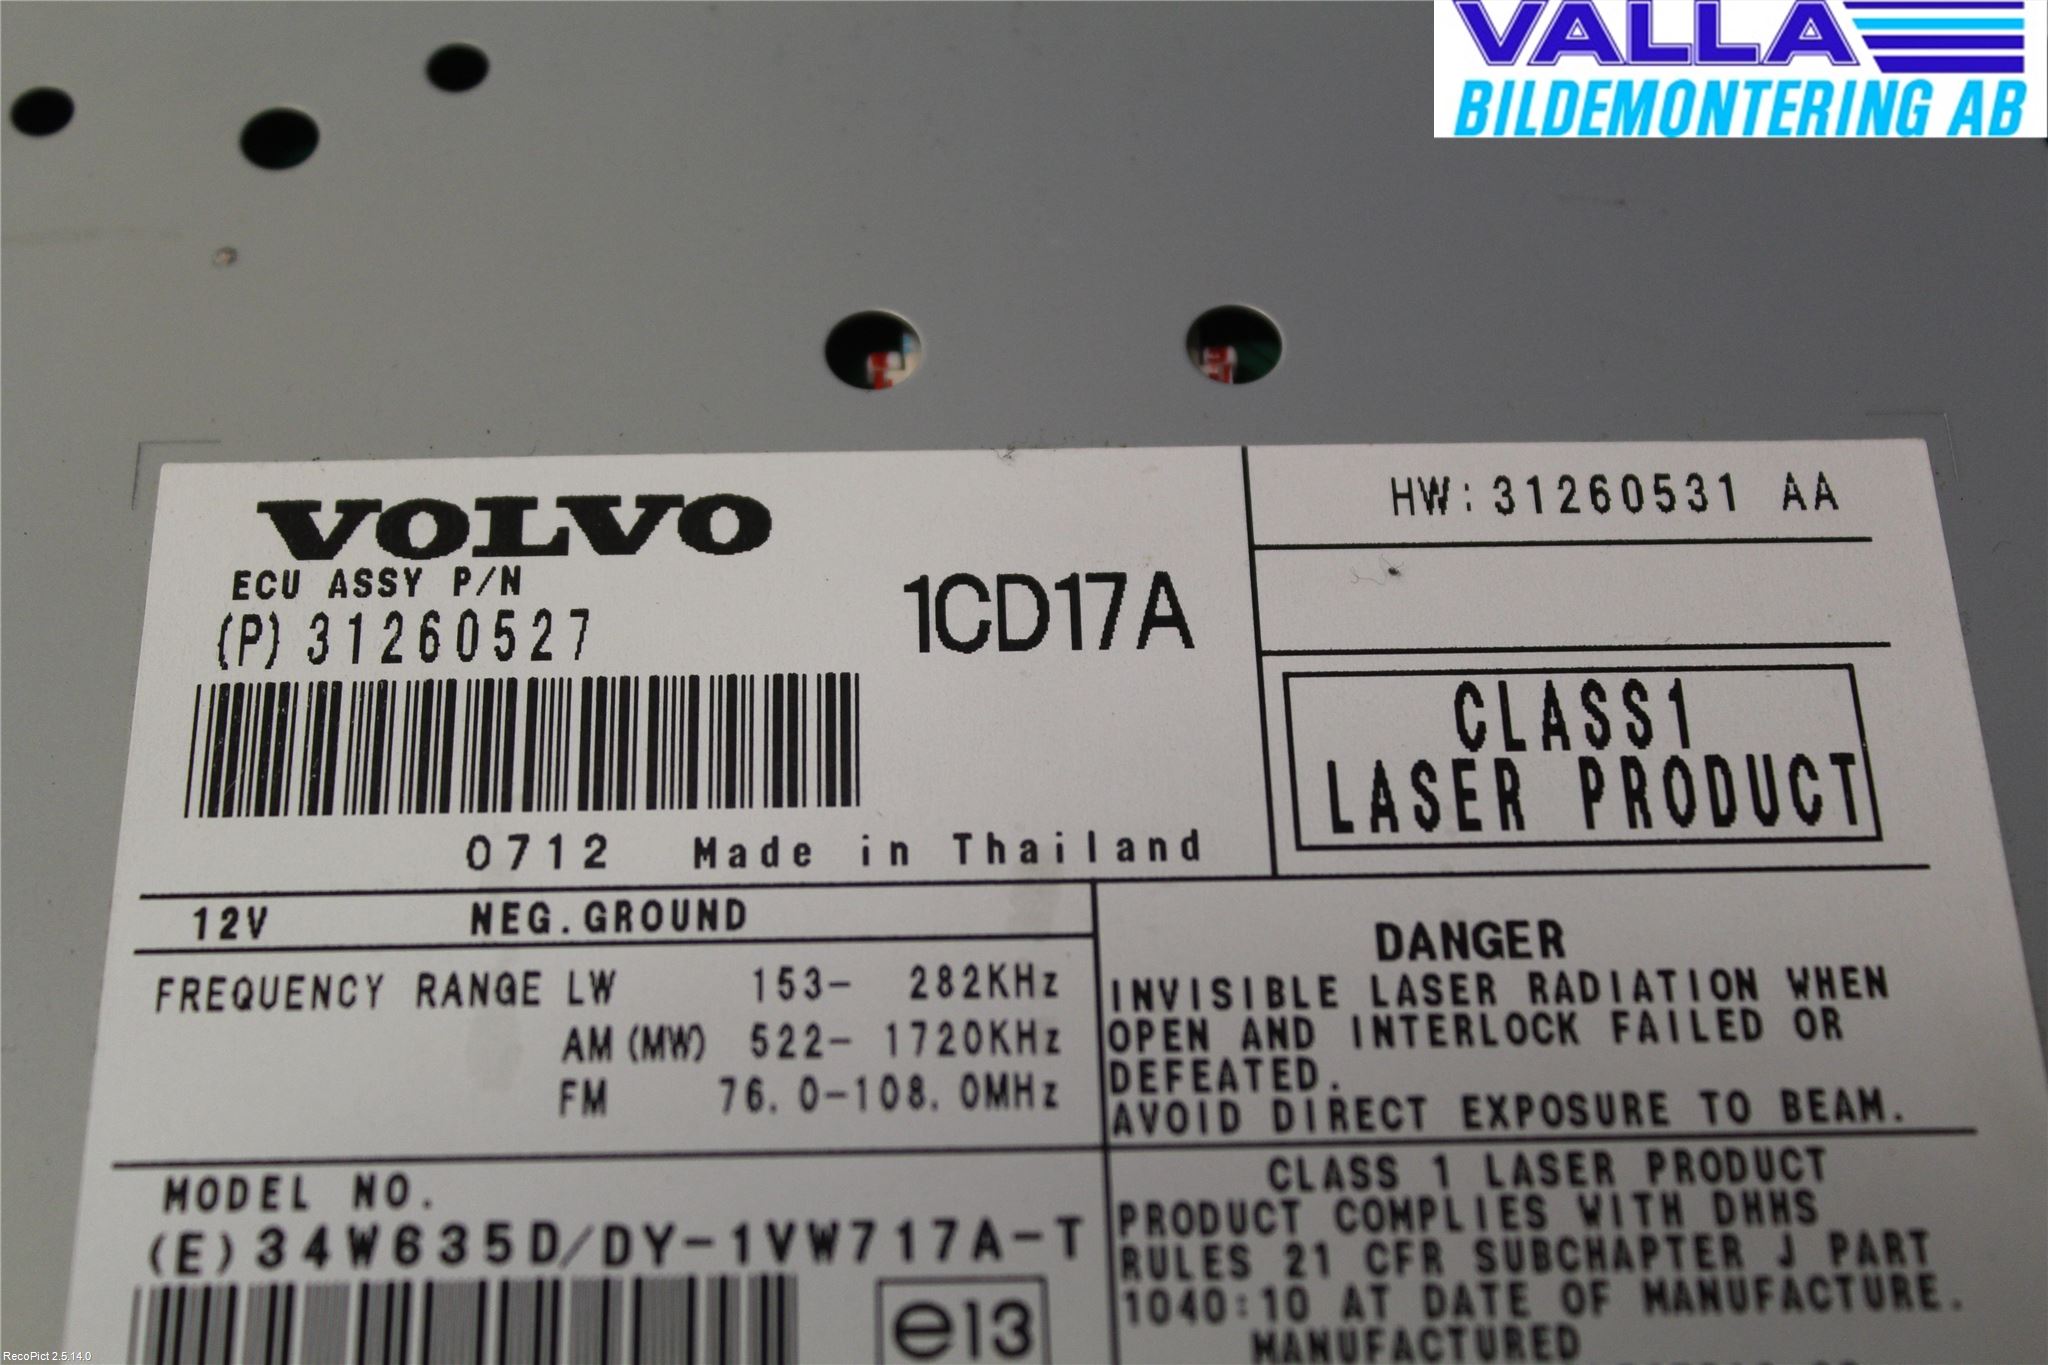 VALLA
BILDEMONTERING AB
VOLVO
ECU ASSY P/N
(P)31260527
1CD17A
HW:31260531 AA
CLASS1
LASER PRODUCT
0712 Made in Thailand
12V NEG.GROUND
FREQUENCY RANGE LW 153- 282KHz
AM(MW) 522- 1720KHz
FM 76.0-108.0MHz
DANGER
INVISIBLE LASER RADIATION WHEN
OPEN AND INTERLOCK FAILED OR
DEFEATED.
AVOID DIRECT EXPOSURE TO BEAM.
MODEL NO.
(E)34W635D/DY-1VW717A-T
e13
CLASS 1 LASER PRODUCT
PRODUCT COMPLIES WITH DHHS
RULES 21 CFR SUBCHAPTER J PART
1040:10 AT DATE OF MANUFACTURE.
MANUFACTURED
RecoPict 2.5.14.0